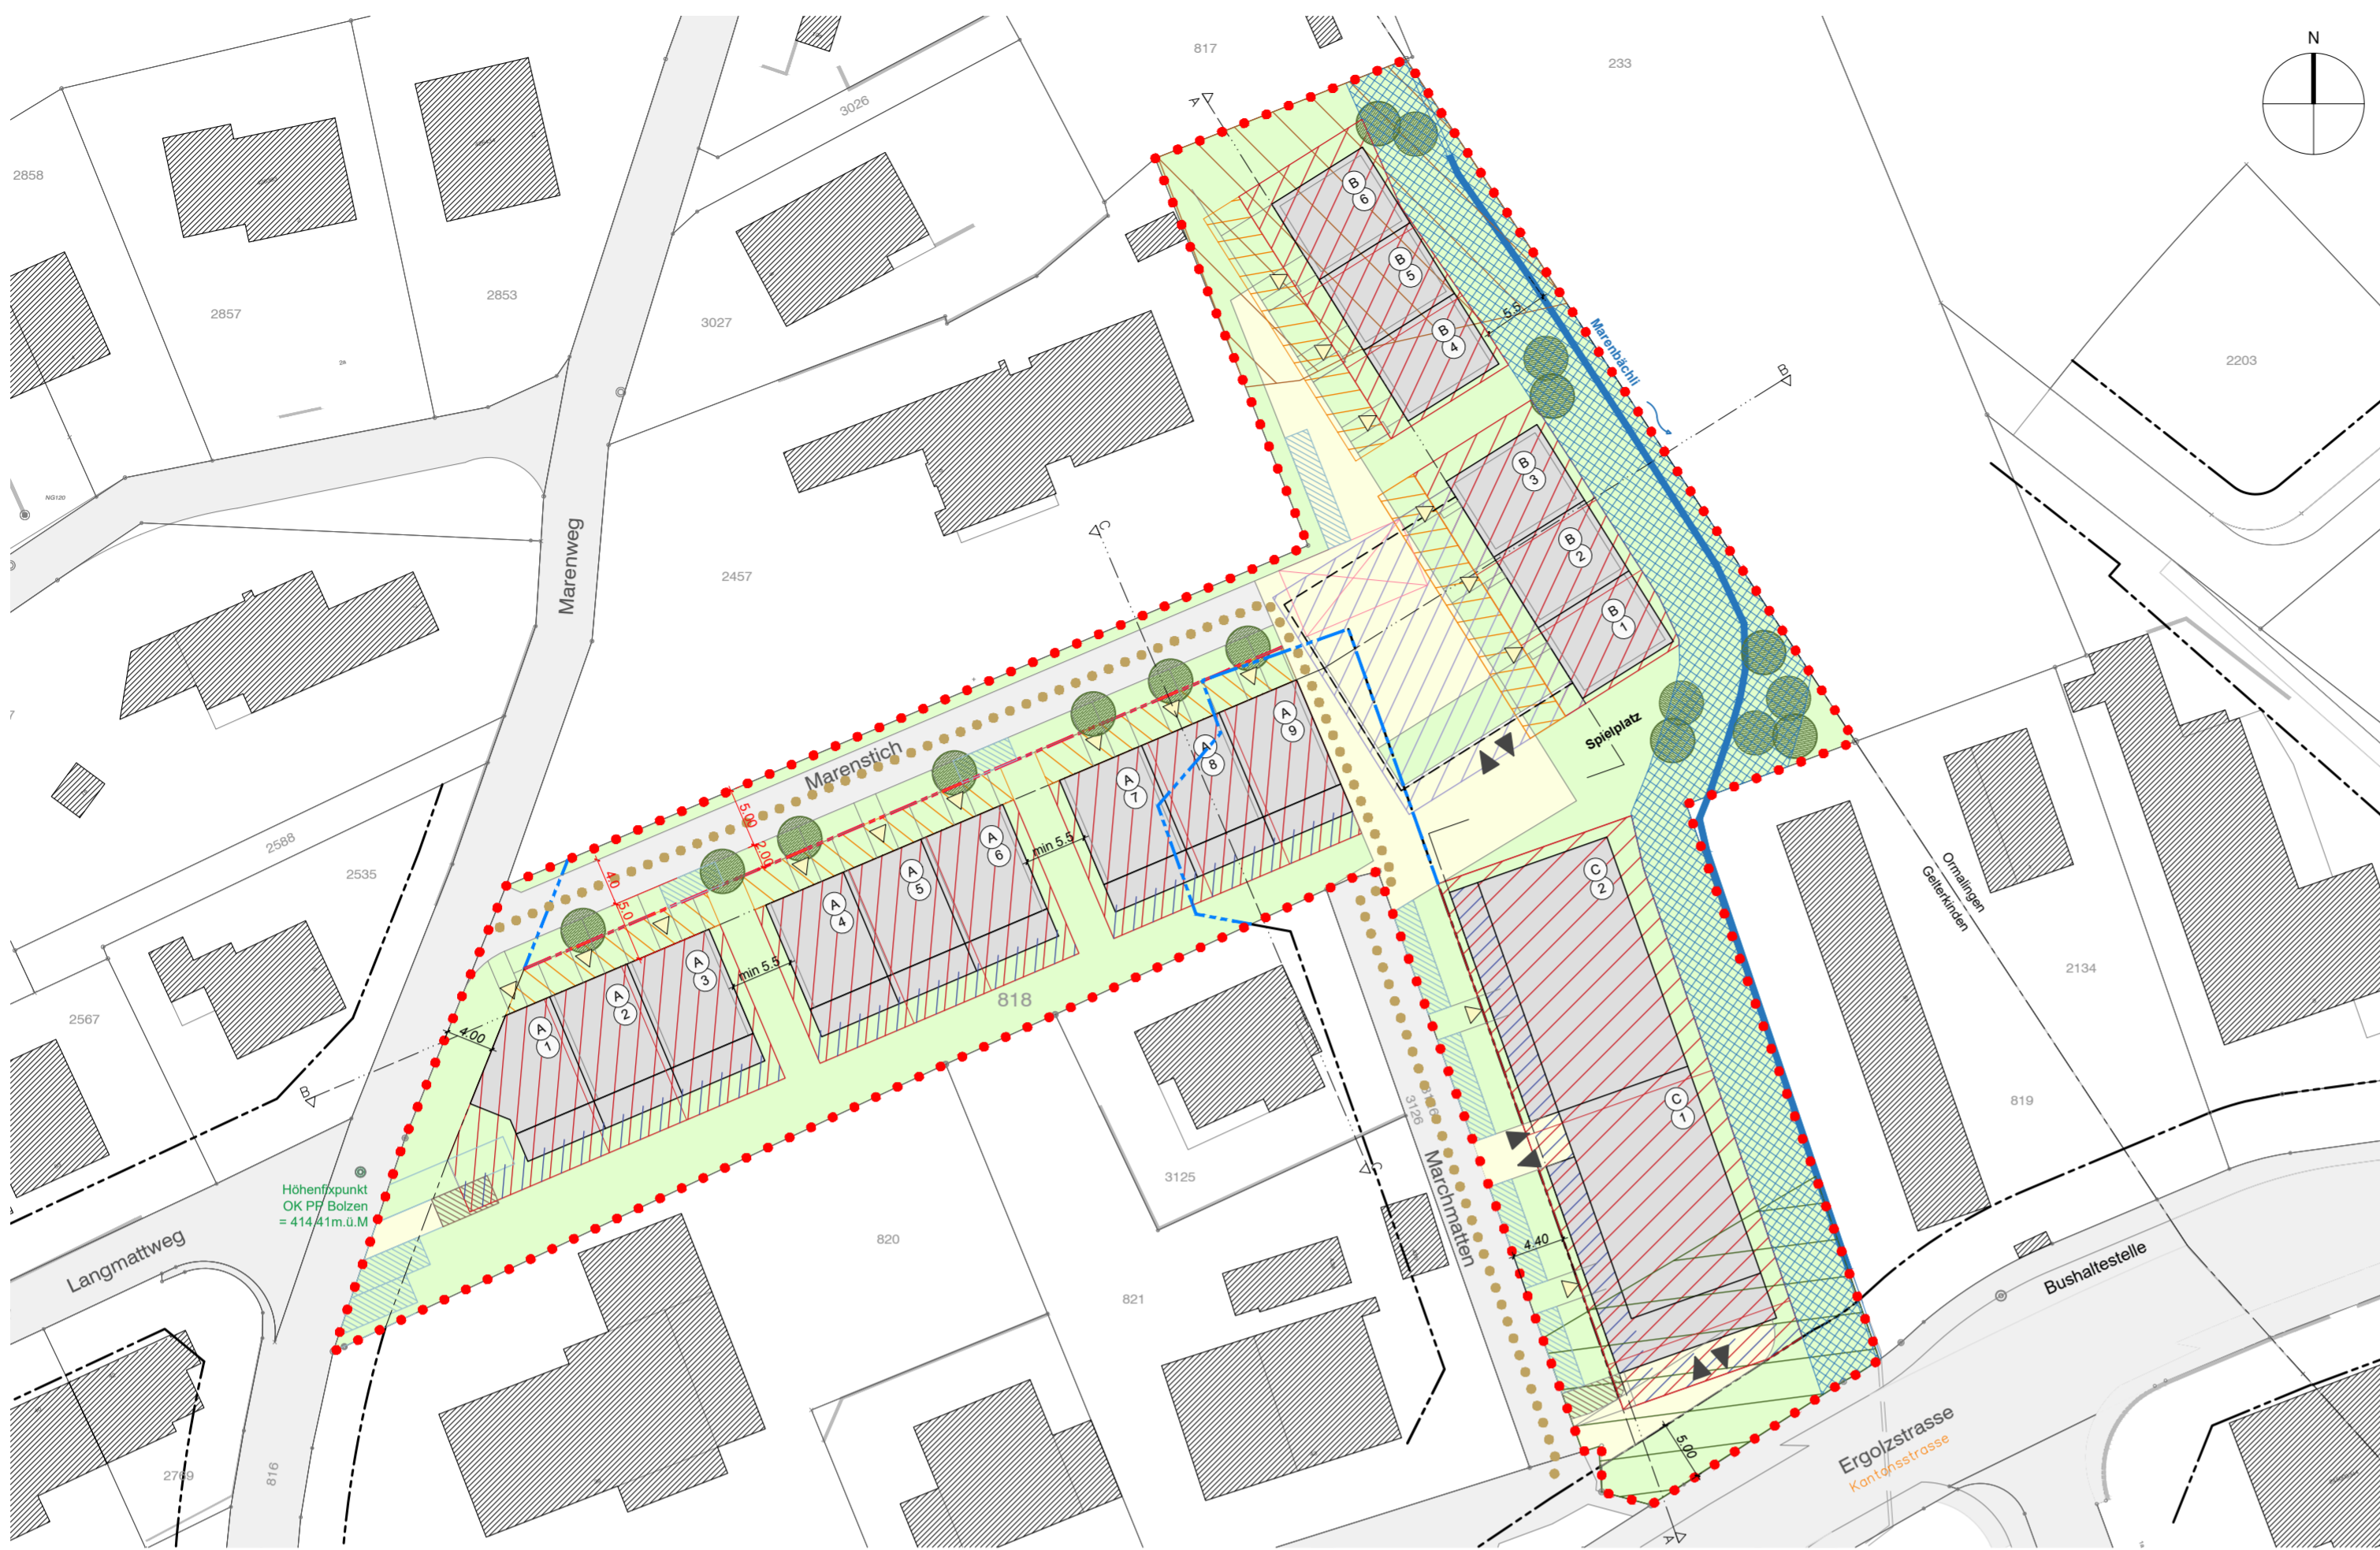 N
817
233
3026
A
2858
B
6
2857
2853
3027
B
5
B
4
5.5
Marenbächli
B
2203
B
3
NG120
C
B
2
Marenweg
2457
B
1
Marenstich
Spielplatz
A
9
A
8
A
7
5.00
2.00
min 5.5
A
6
A
5
A
4
4.0
5.0
2588
2535
C
2
Ormalingen
Gelterkinden
min 5.5
A
3
A
2
A
1
818
2134
2567
4.00
B
C
1
3126
819
Höhenfixpunkt
OK PF Bolzen
= 414.41m.ü.M
3125
C
Marchmatten
820
821
4.40
Langmattweg
Bushaltestelle
5.00
Ergolzstrasse
Kantonsstrasse
2769
816
A